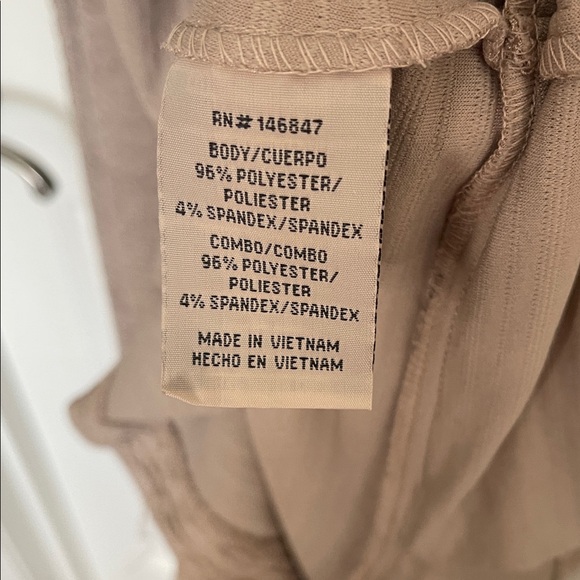 RN# 146847
BODY/CUERPO
96% POLYESTER/
POLIESTER
4% SPANDEX/SPANDEX
COMBO/COMBO
96% POLYESTER/
POLIESTER
4% SPANDEX/SPANDEX
MADE IN VIETNAM
HECHO EN VIETNAM